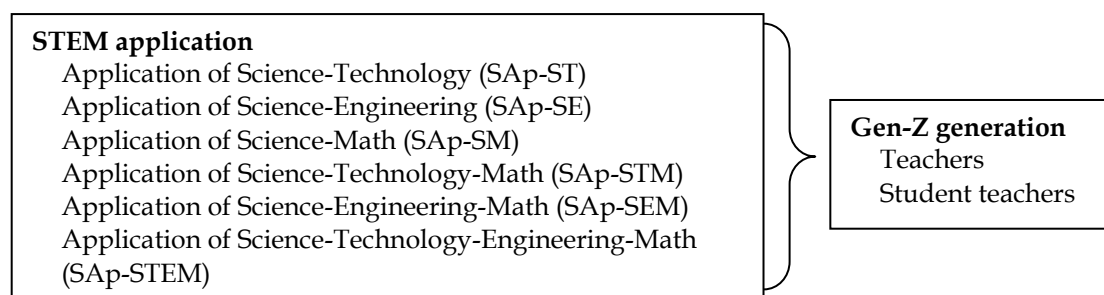 STEM application
Application of Science-Technology (SAp-ST)
Application of Science-Engineering (SAp-SE)
Application of Science-Math (SAp-SM)
Application of Science-Technology-Math (SAp-STM)
Application of Science-Engineering-Math (SAp-SEM)
Application of Science-Technology-Engineering-Math
(SAp-STEM)
Gen-Z generation
Teachers
Student teachers